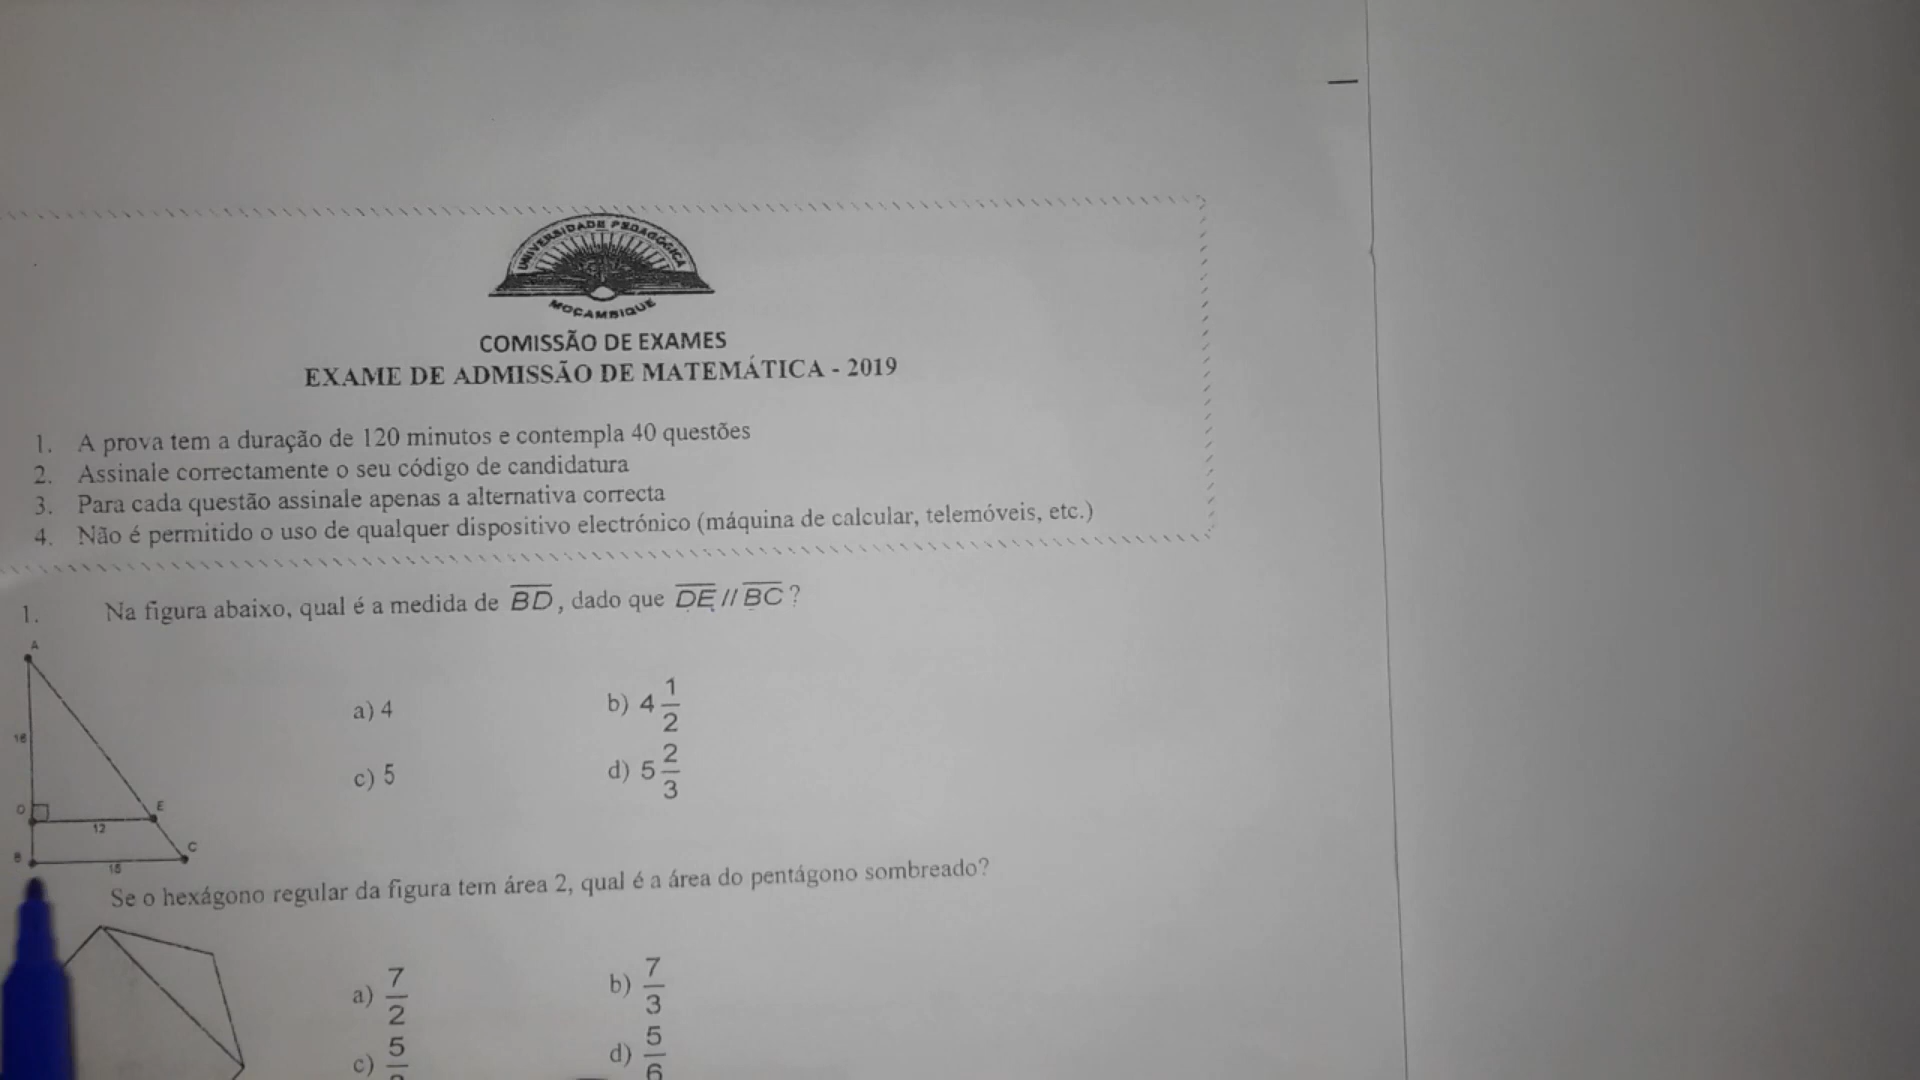 UNIVERSIDADE PEDAGÓGICA
MOÇAMBIQUE
COMISSÃO DE EXAMES
EXAME DE ADMISSÃO DE MATEMÁTICA - 2019
1. A prova tem a duração de 120 minutos e contempla 40 questões
2. Assinale correctamente o seu código de candidatura
3. Para cada questão assinale apenas a alternativa correcta
4. Não é permitido o uso de qualquer dispositivo electrónico (máquina de calcular, telemóveis, etc.)
1. Na figura abaixo, qual é a medida de BD, dado que DE // BC?
A
16
D
E
12
B
C
15
a) 4
b) 4 1/2
c) 5
d) 5 2/3
Se o hexágono regular da figura tem área 2, qual é a área do pentágono sombreado?
a) 7/2
b) 7/3
c) 5
d) 5/6